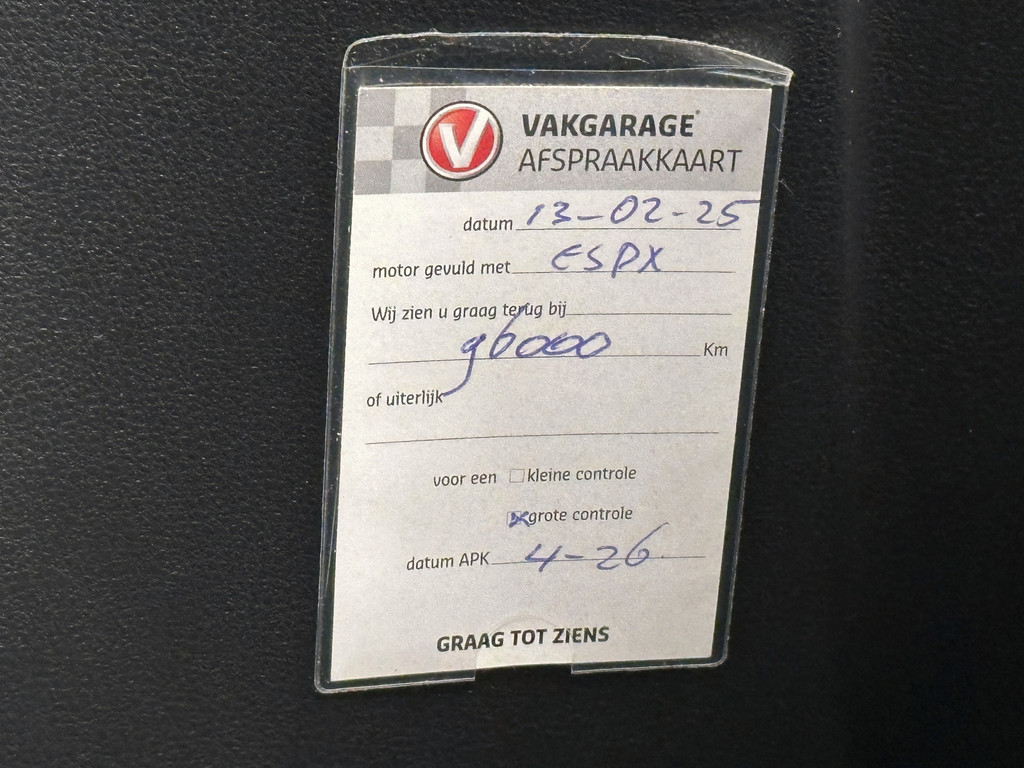 V VAKGARAGE®
AFSPRAAKKAART
datum 13-02-25
motor gevuld met ESPX
Wij zien u graag terug bij
96000 Km
of uiterlijk
voor een kleine controle
x grote controle
datum APK 4-26
GRAAG TOT ZIENS